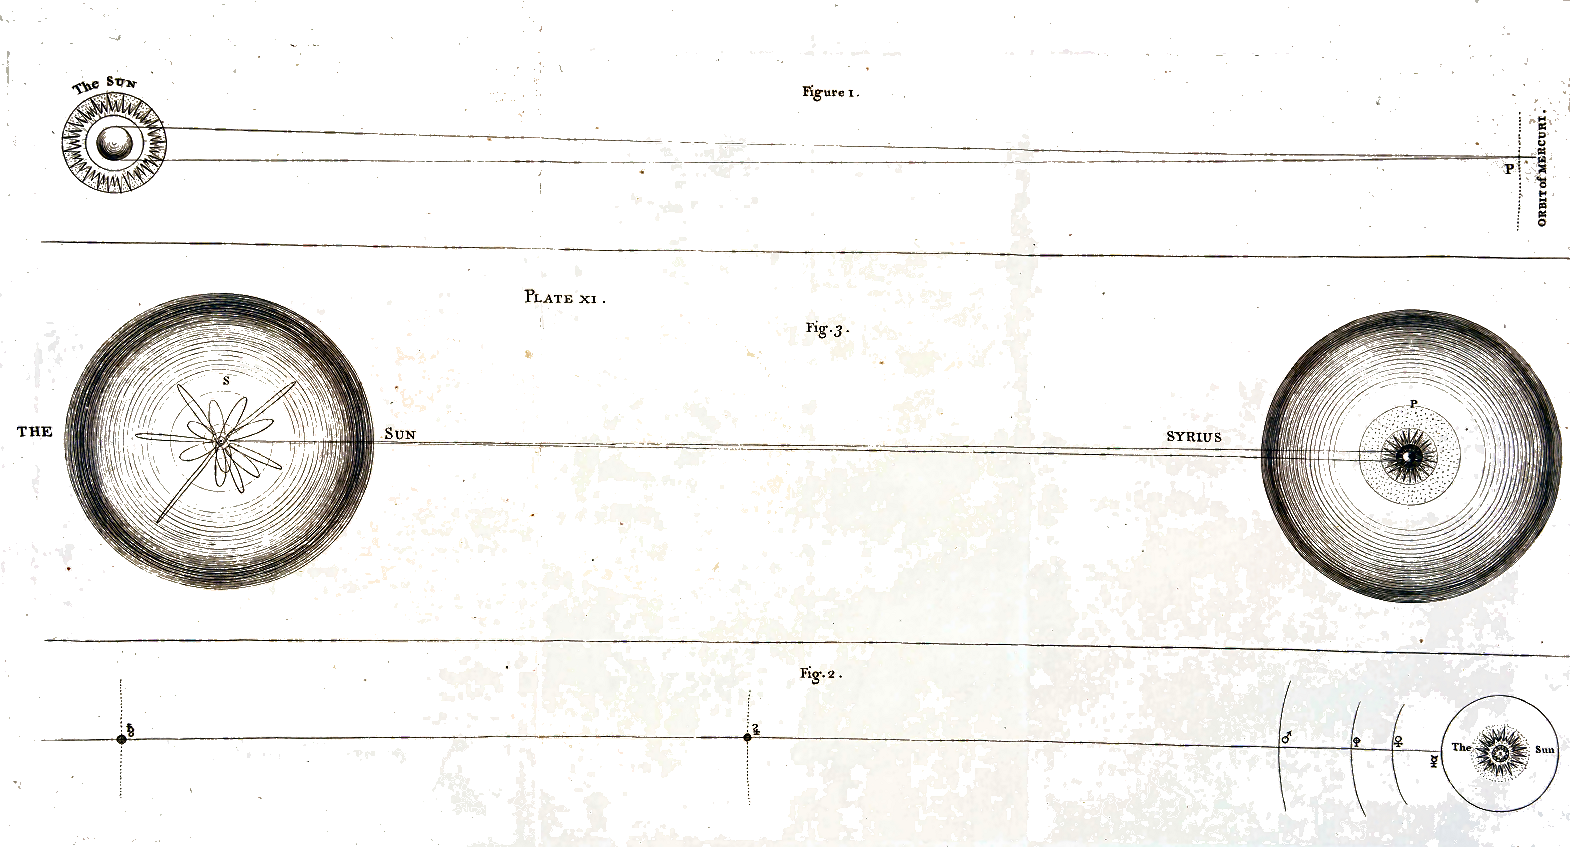 The SUN
Figure 1.
P
ORBIT of MERCURI.
PLATE XI.
Fig. 3.
S
P
THE SUN
SYRIUS
Fig. 2.
♄
♃
♂
♀
The Sun